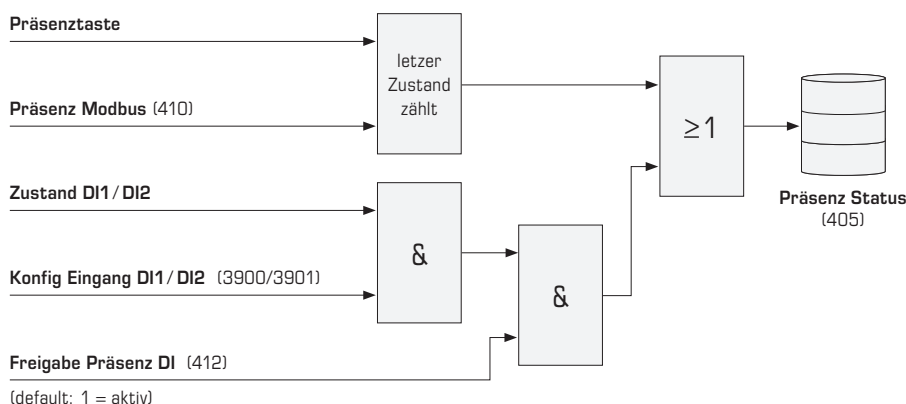 Präsenztaste
letzer
Zustand
zählt
Präsenz Modbus (410)
≥1
Zustand DI1/DI2
Präsenz Status
(405)
&
Konfig Eingang DI1/DI2 (3900/3901)
&
Freigabe Präsenz DI (412)
(default: 1 = aktiv)